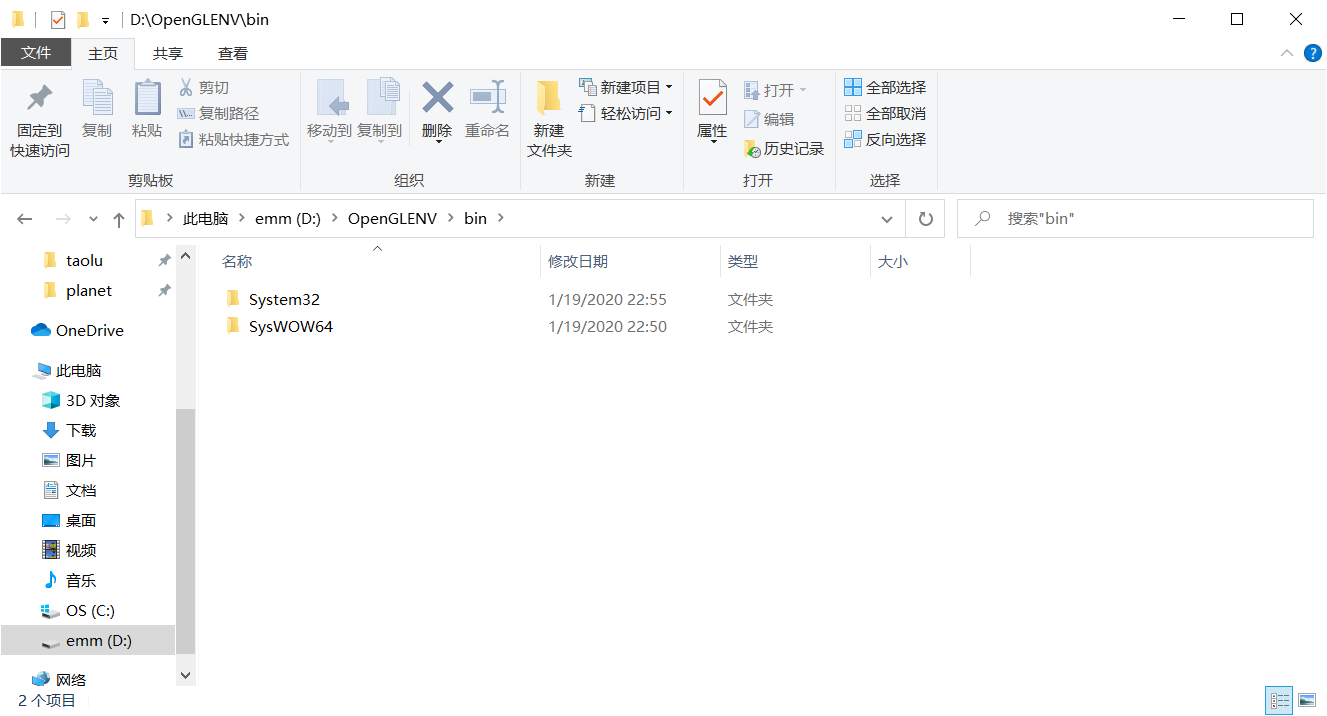 D:\OpenGLENV\bin
文件 主页 共享 查看
固定到
快速访问
复制
粘贴
剪切
W... 复制路径
粘贴快捷方式
剪贴板
移动到 复制到 删除 重命名
组织
新建
文件夹
新建项目
轻松访问
新建
属性
打开
编辑
历史记录
打开
全部选择
全部取消
反向选择
选择
此电脑 emm (D:) OpenGLENV bin
搜索"bin"
taolu
planet
OneDrive
此电脑
3D 对象
下载
图片
文档
桌面
视频
音乐
OS (C:)
emm (D:)
网络
名称 修改日期 类型 大小
System32 1/19/2020 22:55 文件夹
SysWOW64 1/19/2020 22:50 文件夹
2 个项目